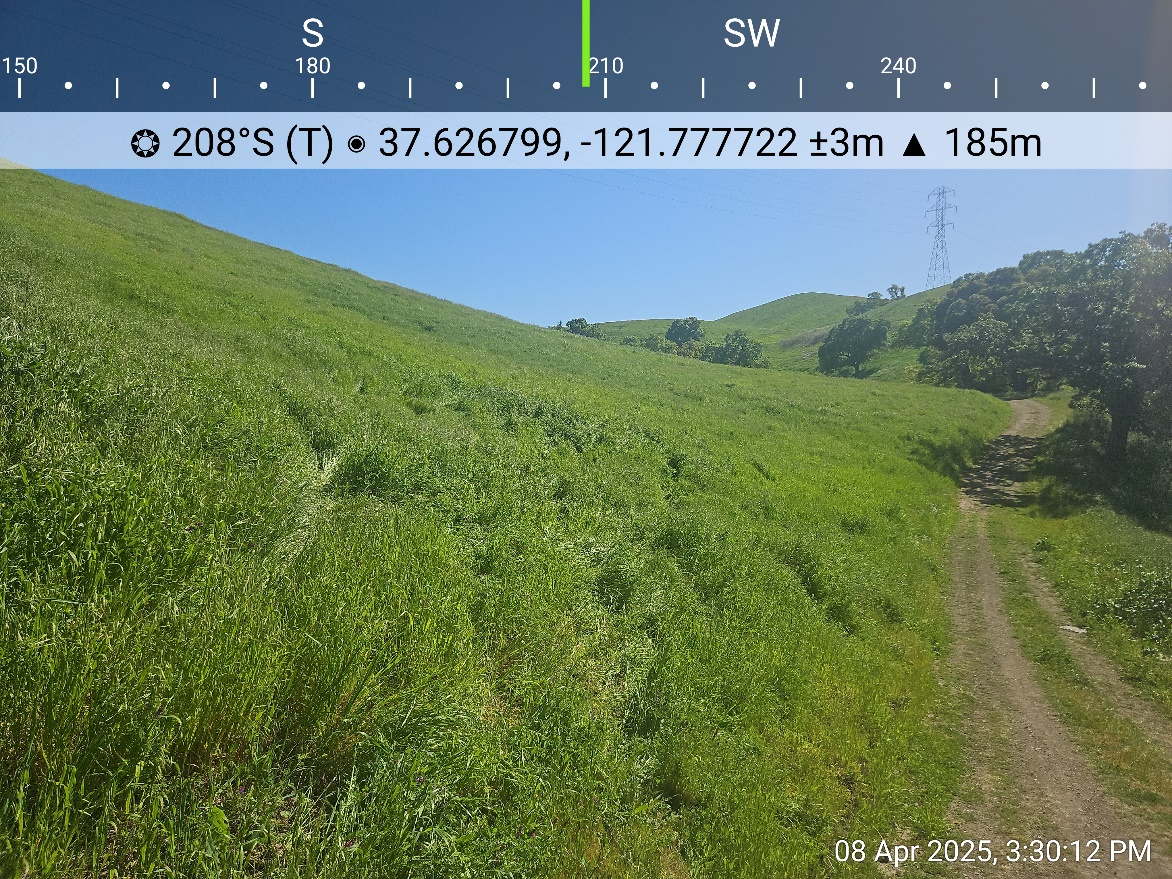 S SW
150 180 210 240
208°S (T) 37.626799, -121.777722 ±3m ▲ 185m
08 Apr 2025, 3:30:12 PM